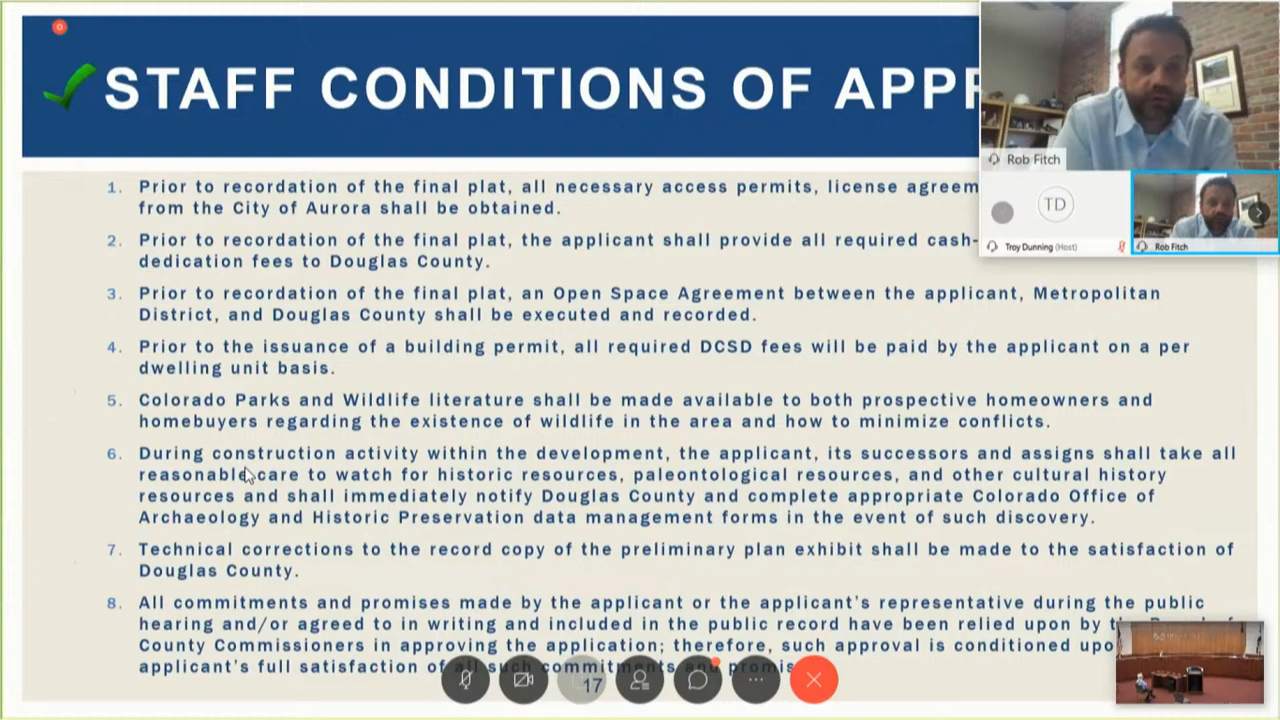 STAFF CONDITIONS OF APPR
1. Prior to recordation of the final plat, all necessary access permits, license agreem
from the City of Aurora shall be obtained.
2. Prior to recordation of the final plat, the applicant shall provide all required cash-
dedication fees to Douglas County.
3. Prior to recordation of the final plat, an Open Space Agreement between the applicant, Metropolitan
District, and Douglas County shall be executed and recorded.
4. Prior to the issuance of a building permit, all required DCSD fees will be paid by the applicant on a per
dwelling unit basis.
5. Colorado Parks and Wildlife literature shall be made available to both prospective homeowners and
homebuyers regarding the existence of wildlife in the area and how to minimize conflicts.
6. During construction activity within the development, the applicant, its successors and assigns shall take all
reasonable care to watch for historic resources, paleontological resources, and other cultural history
resources and shall immediately notify Douglas County and complete appropriate Colorado Office of
Archaeology and Historic Preservation data management forms in the event of such discovery.
7. Technical corrections to the record copy of the preliminary plan exhibit shall be made to the satisfaction of
Douglas County.
8. All commitments and promises made by the applicant or the applicant's representative during the public
hearing and/or agreed to in writing and included in the public record have been relied upon by
County Commissioners in approving the application; therefore, such approval is conditioned upo
applicant's full satisfaction of all such commitments and promis
17
Rob Fitch
TD
Troy Dunning (Host)
Rob Fitch